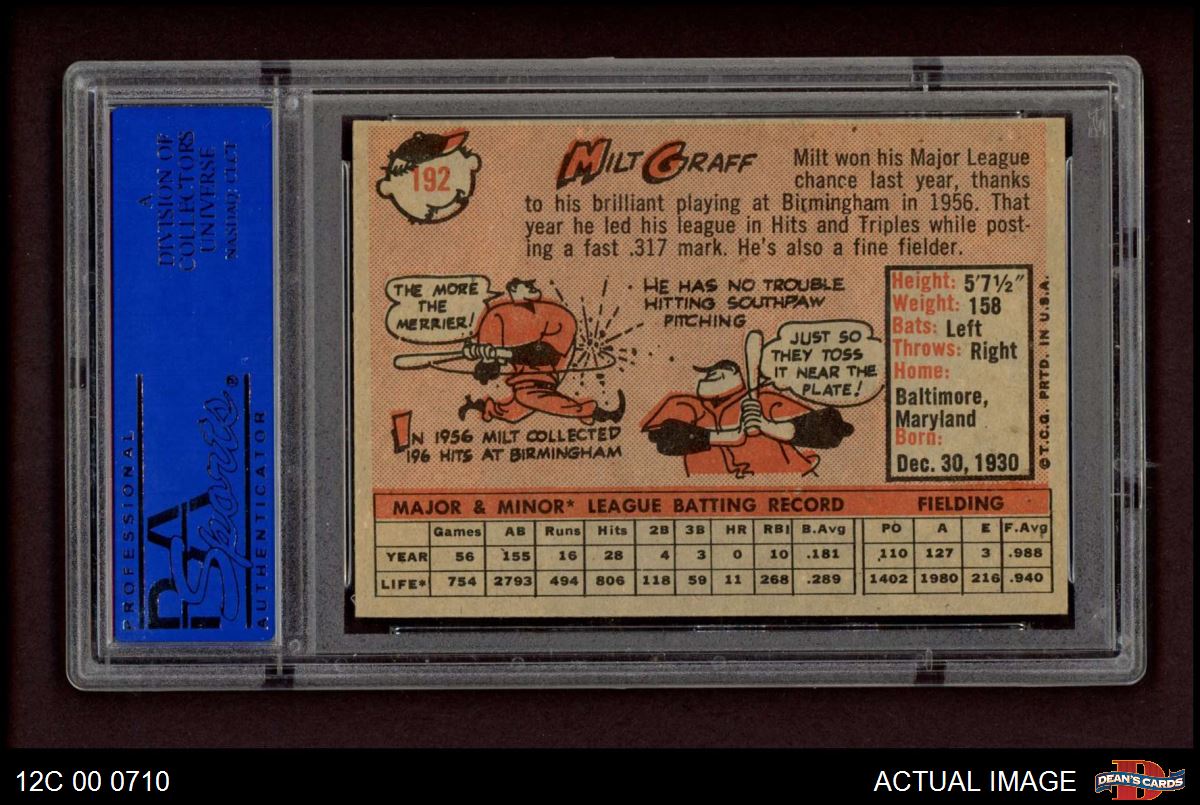 A
DIVISION OF
COLLECTORS
UNIVERSE
NASDAQ: CLCT
PROFESSIONAL
PSA
Sports
AUTHENTICATOR
®
192
MILT GRAFF
Milt won his Major League
chance last year, thanks
to his brilliant playing at Birmingham in 1956. That
year he led his league in Hits and Triples while post-
ing a fast .317 mark. He's also a fine fielder.
THE MORE
THE
MERRIER!
HE HAS NO TROUBLE
HITTING SOUTHPAW
PITCHING
JUST SO
THEY TOSS
IT NEAR THE
PLATE!
IN 1956 MILT COLLECTED
196 HITS AT BIRMINGHAM
Height: 5'7½"
Weight: 158
Bats: Left
Throws: Right
Home:
Baltimore,
Maryland
Born:
Dec. 30, 1930
© T.C.G. PRTD. IN U.S.A.
MAJOR & MINOR* LEAGUE BATTING RECORD FIELDING
Games AB Runs Hits 2B 3B HR RBI B.Avg PO A E F.Avg
YEAR 56 155 16 28 4 3 0 10 .181 110 127 3 .988
LIFE* 754 2793 494 806 118 59 11 268 .289 1402 1980 216 .940
12C 00 0710
ACTUAL IMAGE
D
DEAN'S CARDS